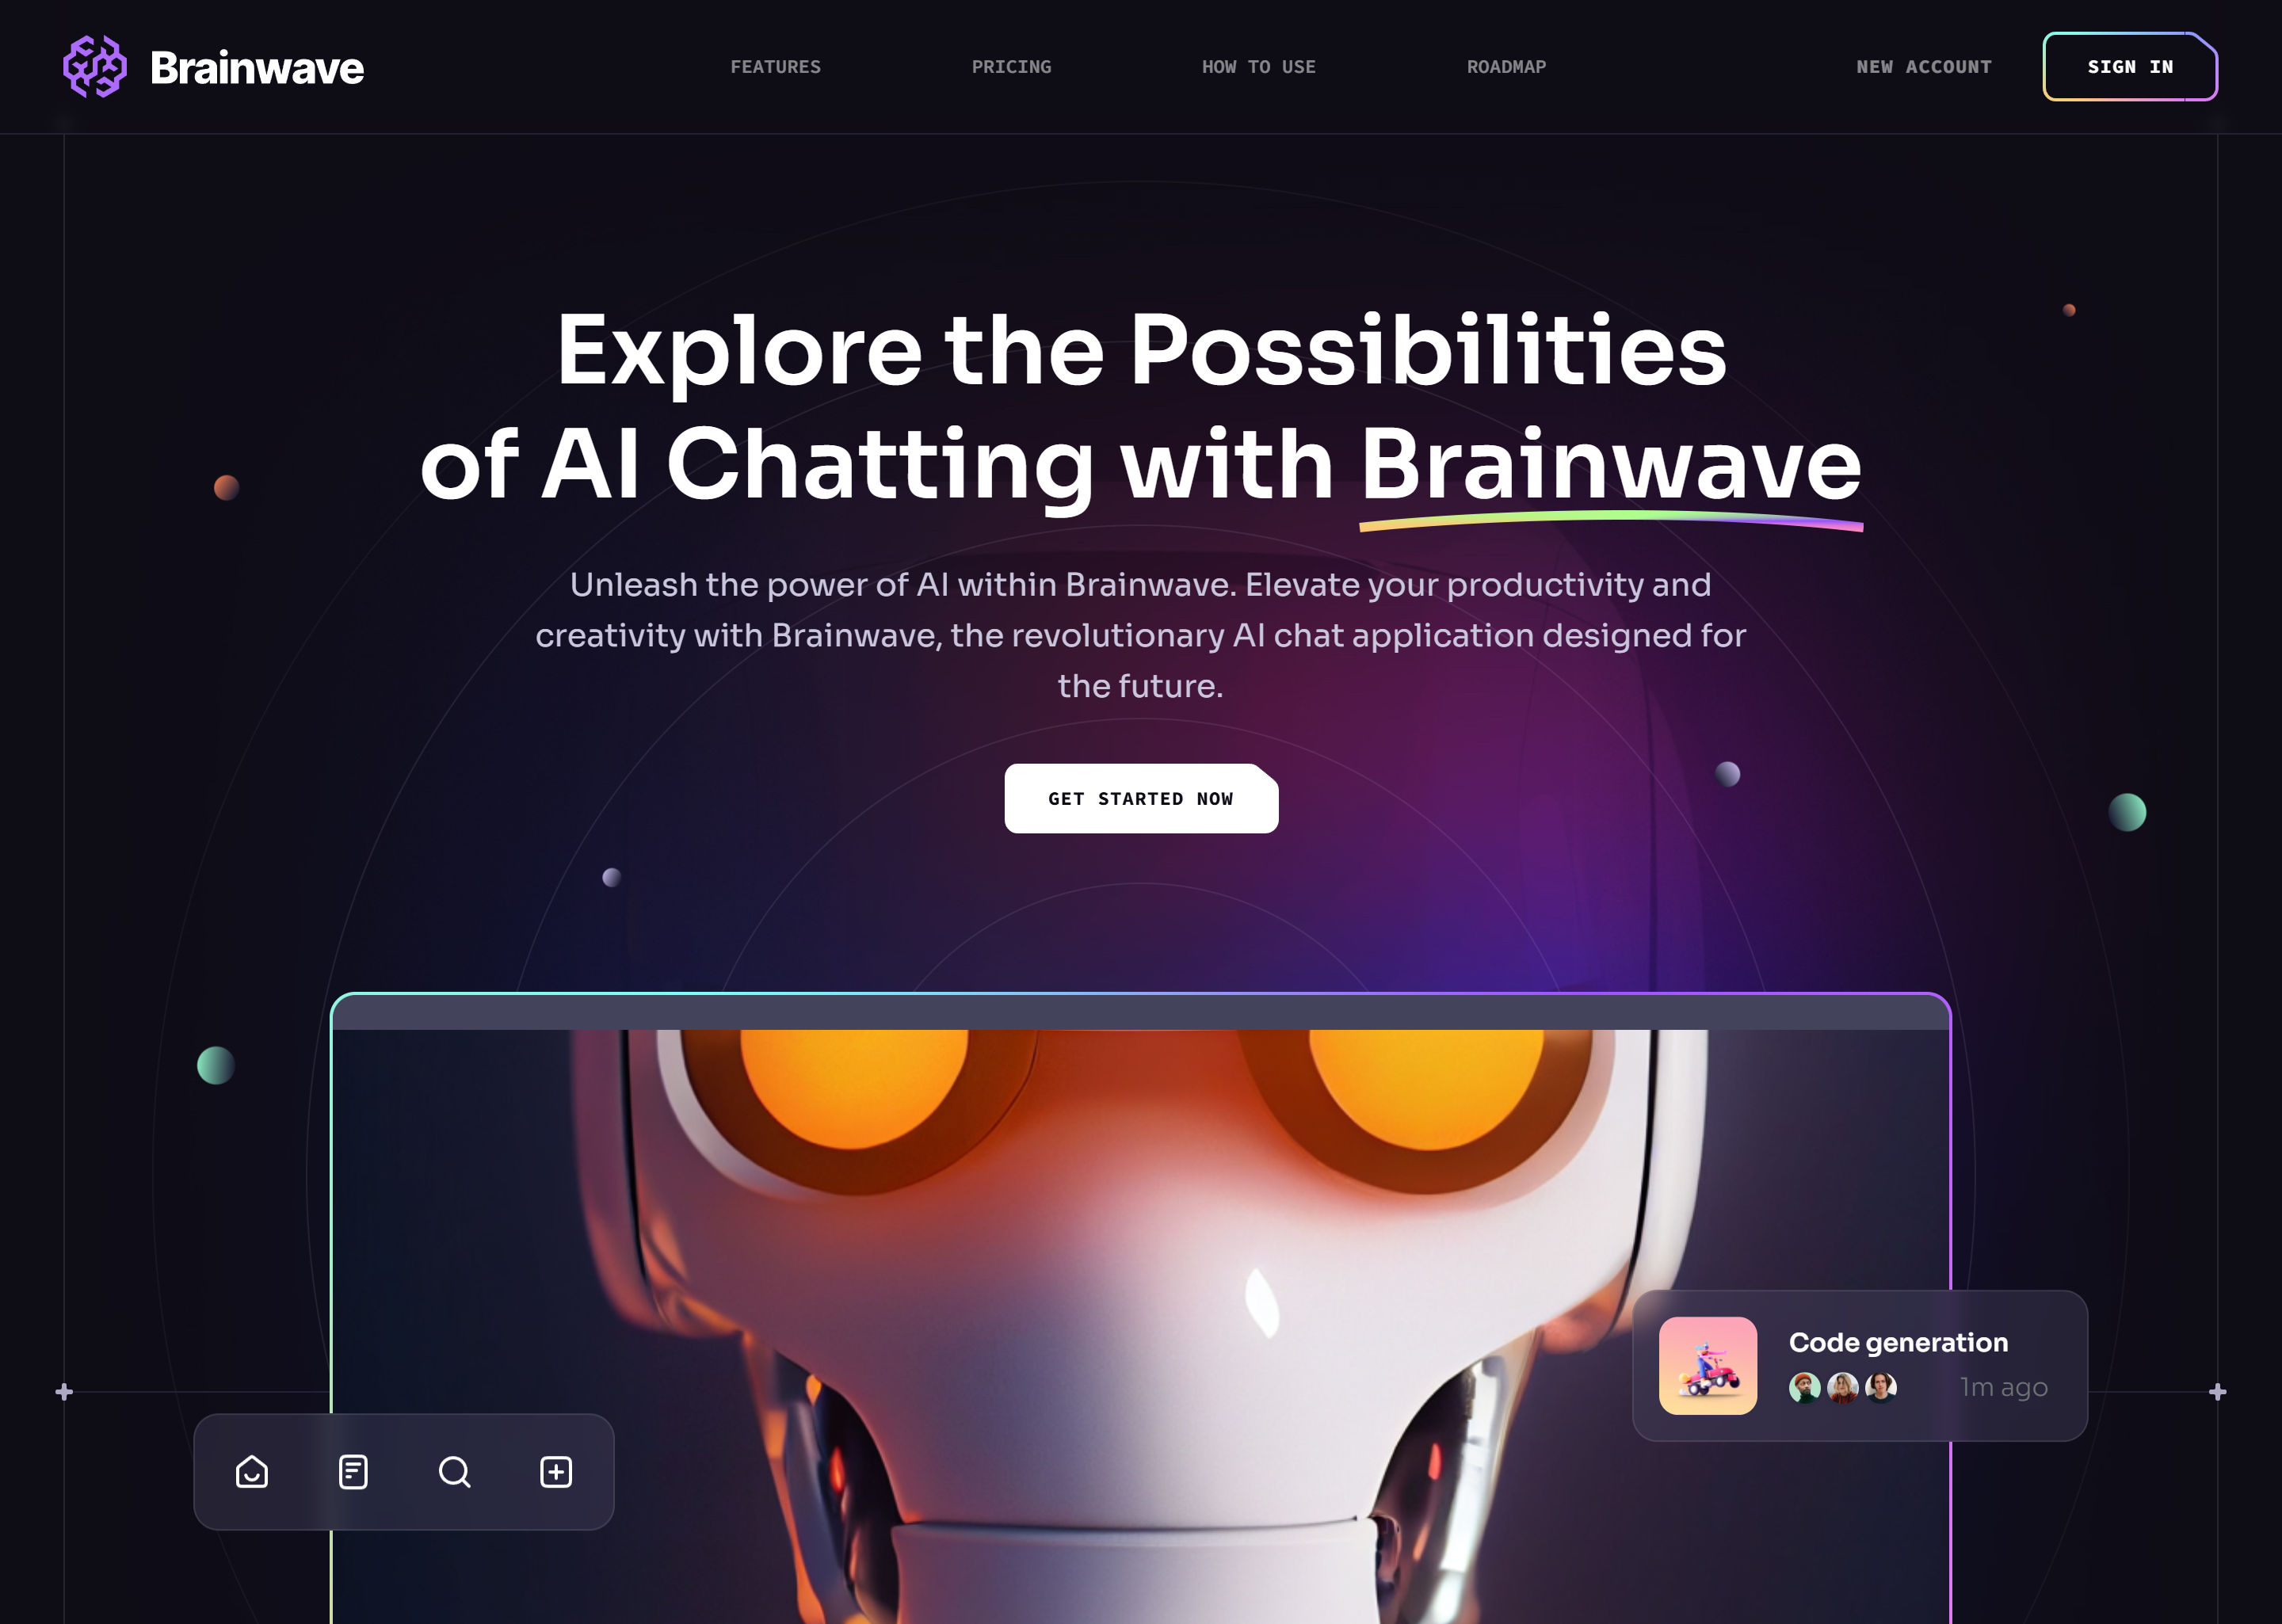 Brainwave
FEATURES
PRICING
HOW TO USE
ROADMAP
NEW ACCOUNT
SIGN IN
Explore the Possibilities
of AI Chatting with Brainwave
Unleash the power of AI within Brainwave. Elevate your productivity and
creativity with Brainwave, the revolutionary AI chat application designed for
the future.
GET STARTED NOW
Code generation
1m ago